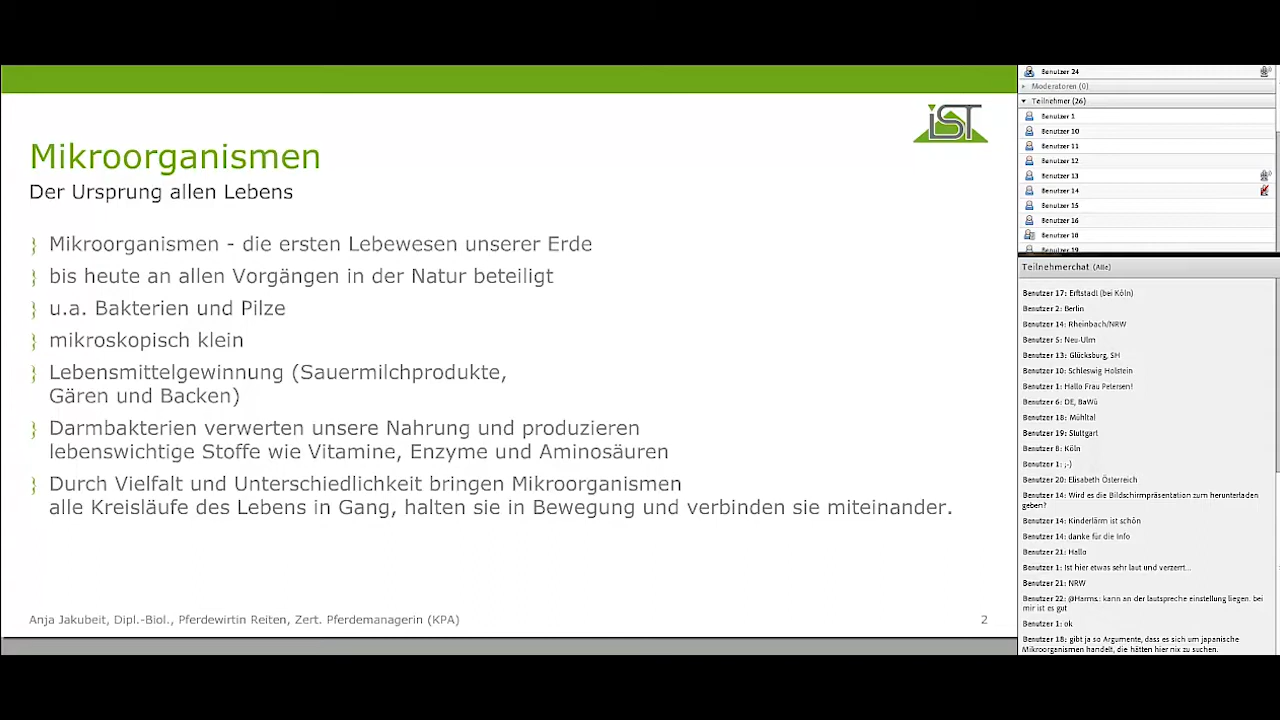 iST
Mikroorganismen
Der Ursprung allen Lebens
Mikroorganismen - die ersten Lebewesen unserer Erde
bis heute an allen Vorgängen in der Natur beteiligt
u.a. Bakterien und Pilze
mikroskopisch klein
Lebensmittelgewinnung (Sauermilchprodukte,
Gären und Backen)
Darmbakterien verwerten unsere Nahrung und produzieren
lebenswichtige Stoffe wie Vitamine, Enzyme und Aminosäuren
Durch Vielfalt und Unterschiedlichkeit bringen Mikroorganismen
alle Kreisläufe des Lebens in Gang, halten sie in Bewegung und verbinden sie miteinander.
Anja Jakubeit, Dipl.-Biol., Pferdewirtin Reiten, Zert. Pferdemanagerin (KPA)
2
Benutzer 24
Moderatoren (0)
Teilnehmer (26)
Benutzer 1
Benutzer 10
Benutzer 11
Benutzer 12
Benutzer 13
Benutzer 14
Benutzer 15
Benutzer 16
Benutzer 18
Benutzer 19
Teilnehmerchat (Alle)
Benutzer 17: Erftstadt (bei Köln)
Benutzer 2: Berlin
Benutzer 14: Rheinbach/NRW
Benutzer 5: Neu-Ulm
Benutzer 13: Glücksburg, SH
Benutzer 10: Schleswig Holstein
Benutzer 1: Hallo Frau Petersen!
Benutzer 6: DE, BaWü
Benutzer 18: Mühltal
Benutzer 19: Stuttgart
Benutzer 8: Köln
Benutzer 1: ;-)
Benutzer 20: Elisabeth Österreich
Benutzer 14: Wird es die Bildschirmpräsentation zum herunterladen
geben?
Benutzer 14: Kinderlärm ist schön
Benutzer 14: danke für die Info
Benutzer 21: Hallo
Benutzer 1: Ist hier etwas sehr laut und verzerrt...
Benutzer 21: NRW
Benutzer 22: @Harms.: kann an der lautspreche einstellung liegen. bei
mir ist es gut
Benutzer 1: ok
Benutzer 18: gibt ja so Argumente, dass es sich um japanische
Mikroorganismen handelt, die hätten hier nix zu suchen.